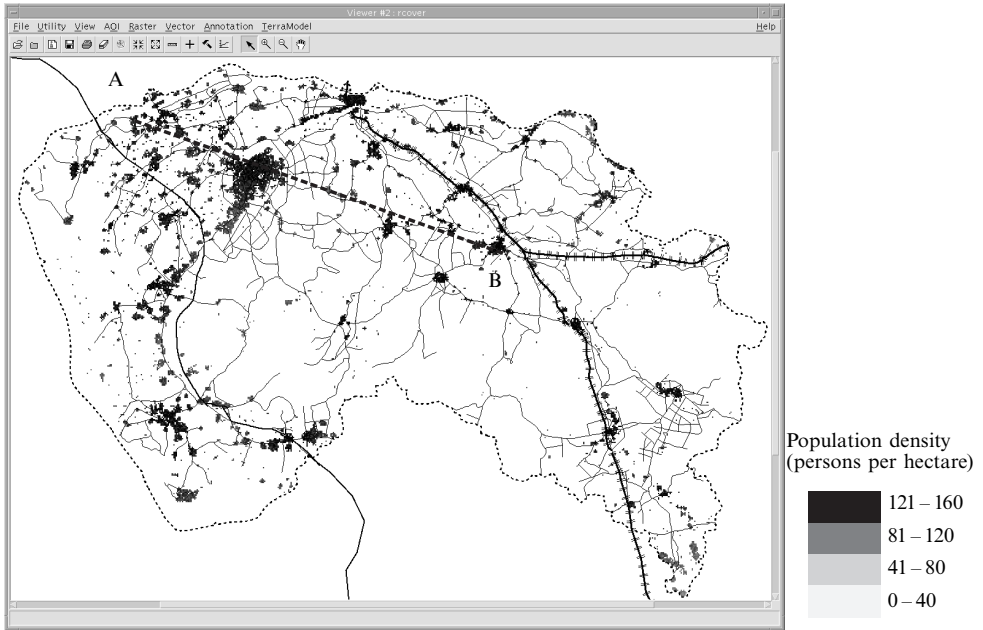 Viewer #2 : rcover
File Utility View AOI Raster Vector Annotation TerraModel Help
A
B
Population density
(persons per hectare)
121 – 160
81 – 120
41 – 80
0 – 40